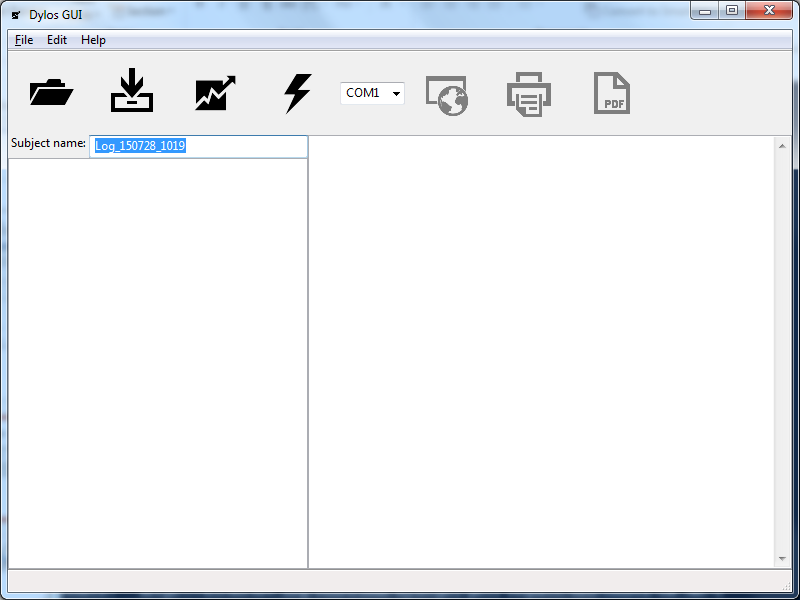 Dylos GUI
File Edit Help
COM1
PDF
Subject name: Log_150728_1019